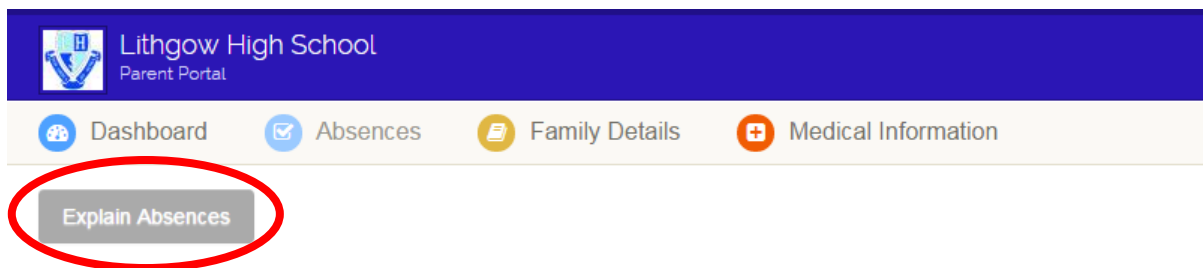 Lithgow High School
Parent Portal
Dashboard Absences Family Details Medical Information
Explain Absences